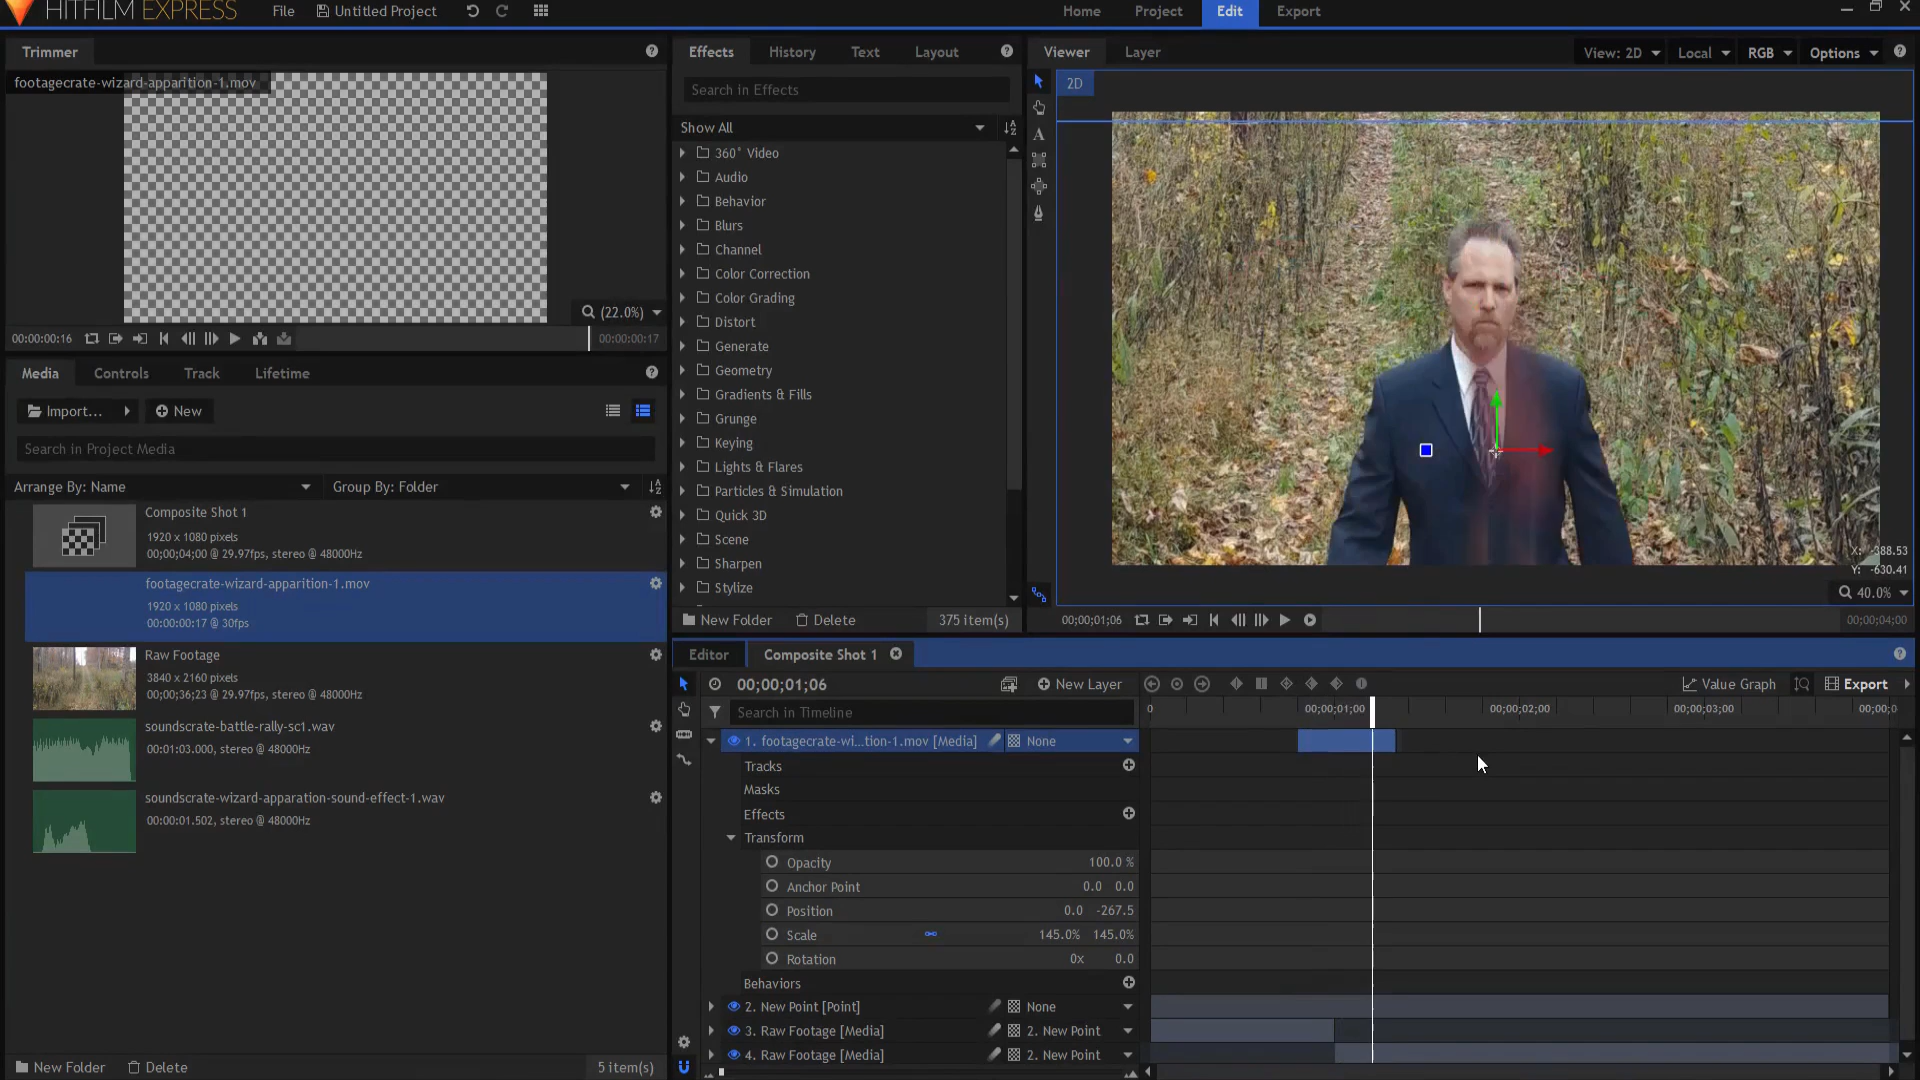 HITFILM EXPRESS
File
Untitled Project
Home
Project
Edit
Export
Trimmer
footagecrate-wizard-apparition-1.mov
(22.0%)
00:00:00:16
00:00:00:17
Media
Controls
Track
Lifetime
Import...
New
Search in Project Media
Arrange By: Name
Group By: Folder
Composite Shot 1
1920 x 1080 pixels
00;00;04;00 @ 29.97fps, stereo @ 48000Hz
footagecrate-wizard-apparition-1.mov
1920 x 1080 pixels
00:00:00:17 @ 30fps
Raw Footage
3840 x 2160 pixels
00;00;36;23 @ 29.97fps, stereo @ 48000Hz
soundscrate-battle-rally-sc1.wav
00:01:03.000, stereo @ 48000Hz
soundscrate-wizard-apparation-sound-effect-1.wav
00:00:01.502, stereo @ 48000Hz
New Folder
Delete
5 item(s)
Effects
History
Text
Layout
Search in Effects
Show All
360° Video
Audio
Behavior
Blurs
Channel
Color Correction
Color Grading
Distort
Generate
Geometry
Gradients & Fills
Grunge
Keying
Lights & Flares
Particles & Simulation
Quick 3D
Scene
Sharpen
Stylize
New Folder
Delete
375 item(s)
Viewer
Layer
View: 2D
Local
RGB
Options
2D
X: -388.53
Y: -630.41
40.0%
00;00;01;06
00;00;04;00
Editor
Composite Shot 1
00;00;01;06
New Layer
Value Graph
Export
Search in Timeline
0
00;00;01;00
00;00;02;00
00;00;03;00
00;00;0
1. footagecrate-wi...tion-1.mov [Media]
None
Tracks
Masks
Effects
Transform
Opacity
100.0 %
Anchor Point
0.0 0.0
Position
0.0 -267.5
Scale
145.0% 145.0%
Rotation
0x 0.0
Behaviors
2. New Point [Point]
None
3. Raw Footage [Media]
2. New Point
4. Raw Footage [Media]
2. New Point